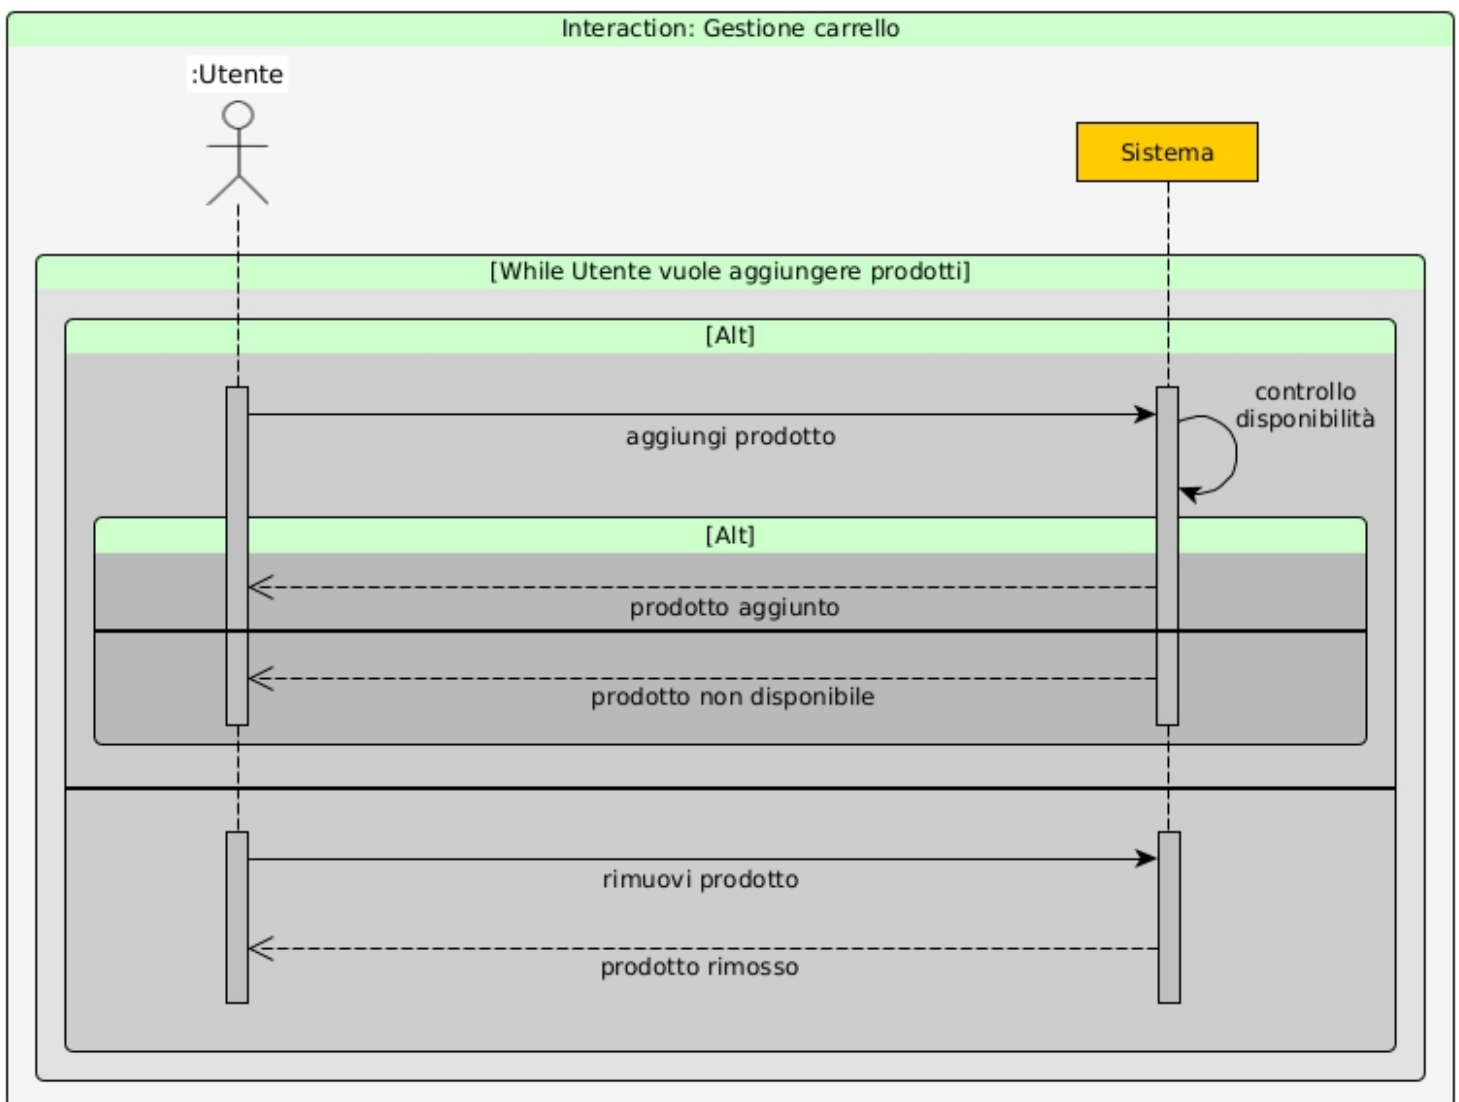 Interaction: Gestione carrello
:Utente
Sistema
[While Utente vuole aggiungere prodotti]
[Alt]
controllo
disponibilità
aggiungi prodotto
[Alt]
prodotto aggiunto
prodotto non disponibile
rimuovi prodotto
prodotto rimosso